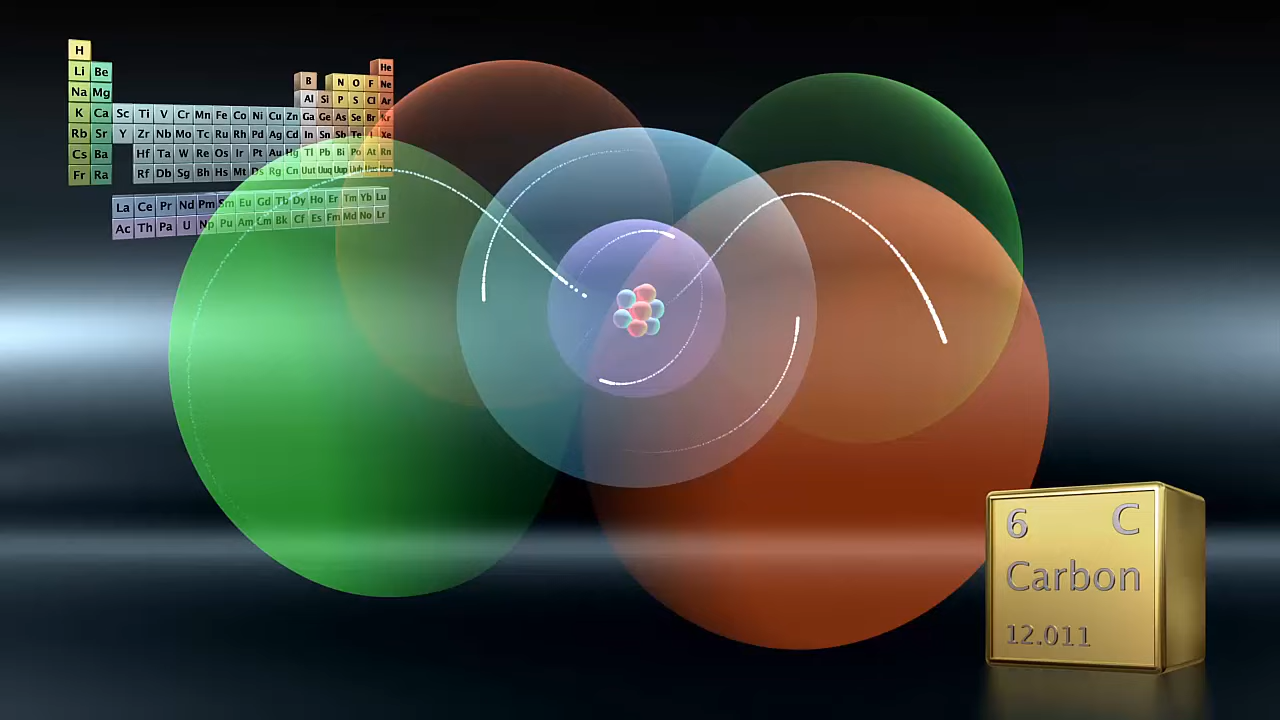 H He
Li Be B N O F Ne
Na Mg Al Si P S Cl Ar
K Ca Sc Ti V Cr Mn Fe Co Ni Cu Zn Ga Ge As Se Br Kr
Rb Sr Y Zr Nb Mo Tc Ru Rh Pd Ag Cd In Sn Sb Te I Xe
Cs Ba Hf Ta W Re Os Ir Pt Au Hg Tl Pb Bi Po At Rn
Fr Ra Rf Db Sg Bh Hs Mt Ds Rg Cn Uut Uuq Uup Uuh
La Ce Pr Nd Pm Sm Eu Gd Tb Dy Ho Er Tm Yb Lu
Ac Th Pa U Np Pu Am Cm Bk Cf Es Fm Md No Lr
6 C
Carbon
12.011